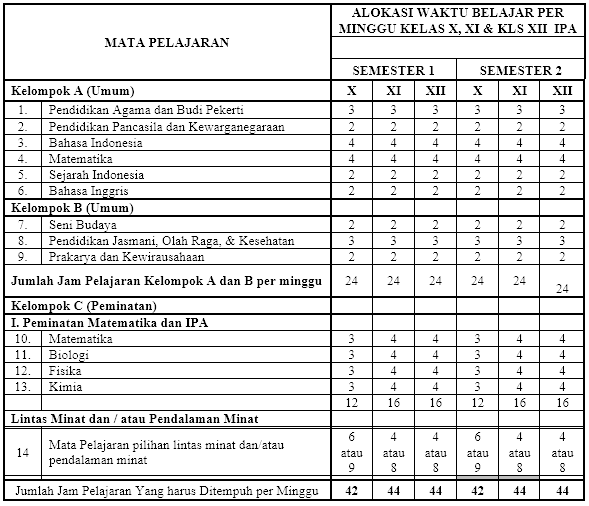 MATA PELAJARAN
ALOKASI WAKTU BELAJAR PER
MINGGU KELAS X, XI & KLS XII IPA
SEMESTER 1 SEMESTER 2
Kelompok A (Umum) X XI XII X XI XII
1. Pendidikan Agama dan Budi Pekerti 3 3 3 3 3 3
2. Pendidikan Pancasila dan Kewarganegaraan 2 2 2 2 2 2
3. Bahasa Indonesia 4 4 4 4 4 4
4. Matematika 4 4 4 4 4 4
5. Sejarah Indonesia 2 2 2 2 2 2
6. Bahasa Inggris 2 2 2 2 2 2
Kelompok B (Umum)
7. Seni Budaya 2 2 2 2 2 2
8. Pendidikan Jasmani, Olah Raga, & Kesehatan 3 3 3 3 3 3
9. Prakarya dan Kewirausahaan 2 2 2 2 2 2
Jumlah Jam Pelajaran Kelompok A dan B per minggu 24 24 24 24 24 24
Kelompok C (Peminatan)
I. Peminatan Matematika dan IPA
10. Matematika 3 4 4 3 4 4
11. Biologi 3 4 4 3 4 4
12. Fisika 3 4 4 3 4 4
13. Kimia 3 4 4 3 4 4
12 16 16 12 16 16
Lintas Minat dan / atau Pendalaman Minat
14 Mata Pelajaran pilihan lintas minat dan/atau
pendalaman minat
6 4 4 6 4 4
atau atau atau atau atau atau
9 8 8 9 8 8
Jumlah Jam Pelajaran Yang harus Ditempuh per Minggu 42 44 44 42 44 44